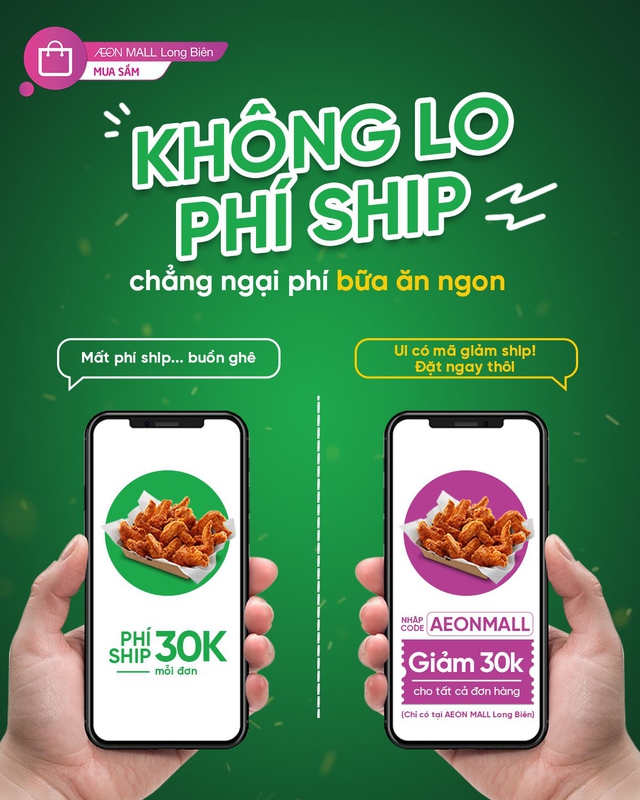 ÆON MALL Long Biên
MUA SẮM
KHÔNG LO
PHÍ SHIP
chẳng ngại phí bữa ăn ngon
Mất phí ship... buồn ghê
Ui có mã giảm ship!
Đặt ngay thôi
PHÍ SHIP 30K
mỗi đơn
NHẬP CODE AEONMALL
Giảm 30k
cho tất cả đơn hàng
(Chỉ có tại AEON MALL Long Biên)